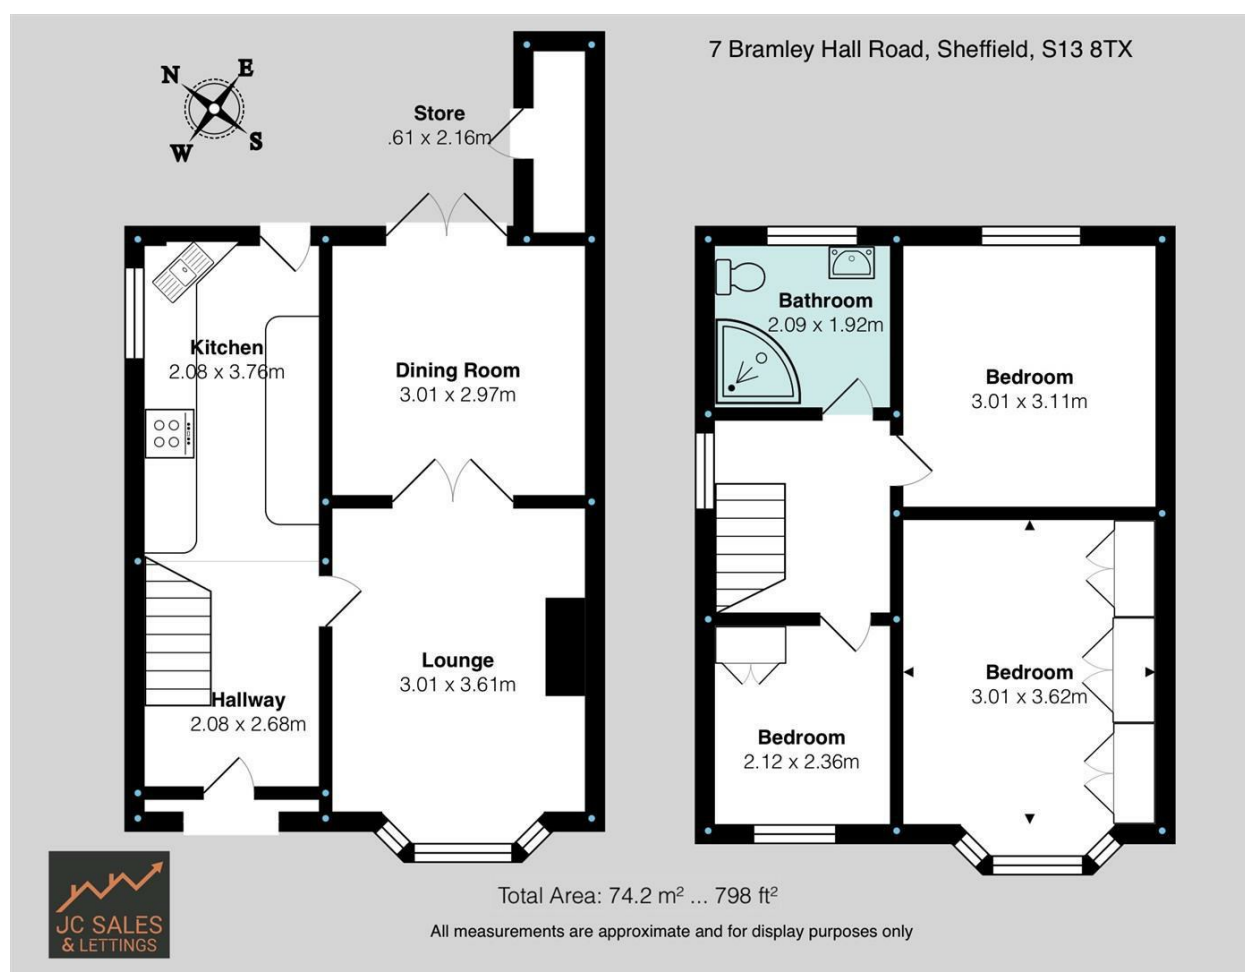 7 Bramley Hall Road, Sheffield, S13 8TX
N
E
W
S
Store
.61 x 2.16m
Kitchen
2.08 x 3.76m
Dining Room
3.01 x 2.97m
Bathroom
2.09 x 1.92m
Bedroom
3.01 x 3.11m
Lounge
3.01 x 3.61m
Hallway
2.08 x 2.68m
Bedroom
3.01 x 3.62m
Bedroom
2.12 x 2.36m
JC SALES
& LETTINGS
Total Area: 74.2 m² ... 798 ft²
All measurements are approximate and for display purposes only